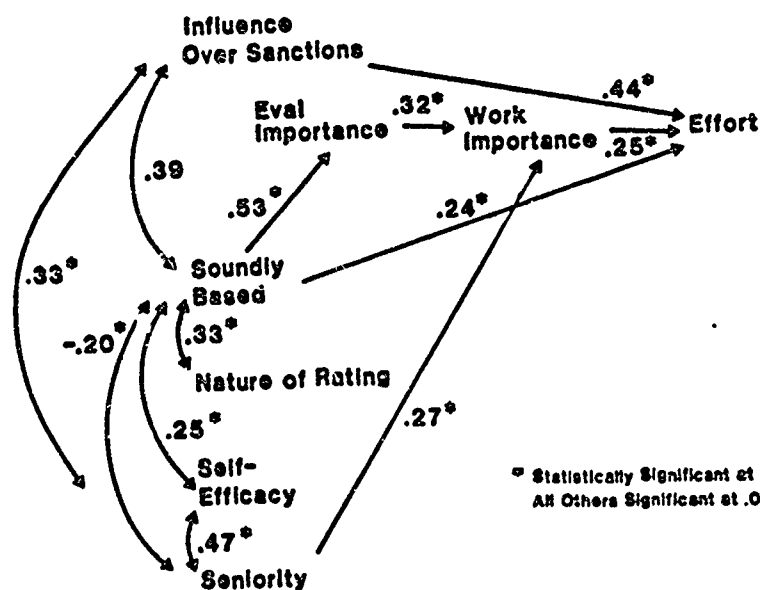 Influence
Over Sanctions
.44*
Eval
Importance
.32*
Work
Importance
Effort
.25*
.39
.53*
.24*
Soundly
Based
.33*
-.20*
.33*
Nature of Rating
.25*
.27*
Self-
Efficacy
* Statistically Significant at
All Others Significant at .0
.47*
Seniority